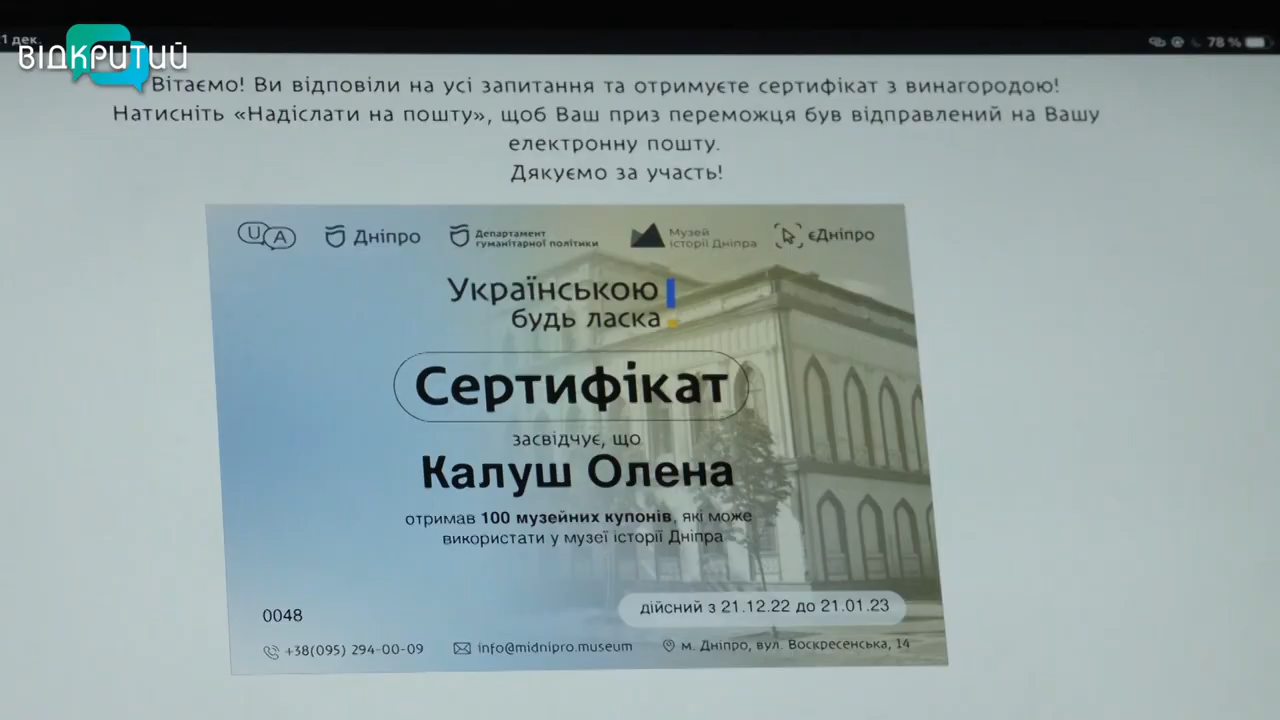 1 дек.
ВІДКРИТИЙ
78 %
Вітаємо! Ви відповіли на усі запитання та отримуєте сертифікат з винагородою!
Натисніть «Надіслати на пошту», щоб Ваш приз переможця був відправлений на Вашу
електронну пошту.
Дякуємо за участь!
UA
Дніпро
Департамент
гуманітарної політики
Музей
історії Дніпра
єДніпро
Українською
будь ласка!
Сертифікат
засвідчує, що
Калуш Олена
отримав 100 музейних купонів, які може
використати у музеї історії Дніпра
0048
дійсний з 21.12.22 до 21.01.23
+38(095) 294-00-09
info@midnipro.museum
м. Дніпро, вул. Воскресенська, 14